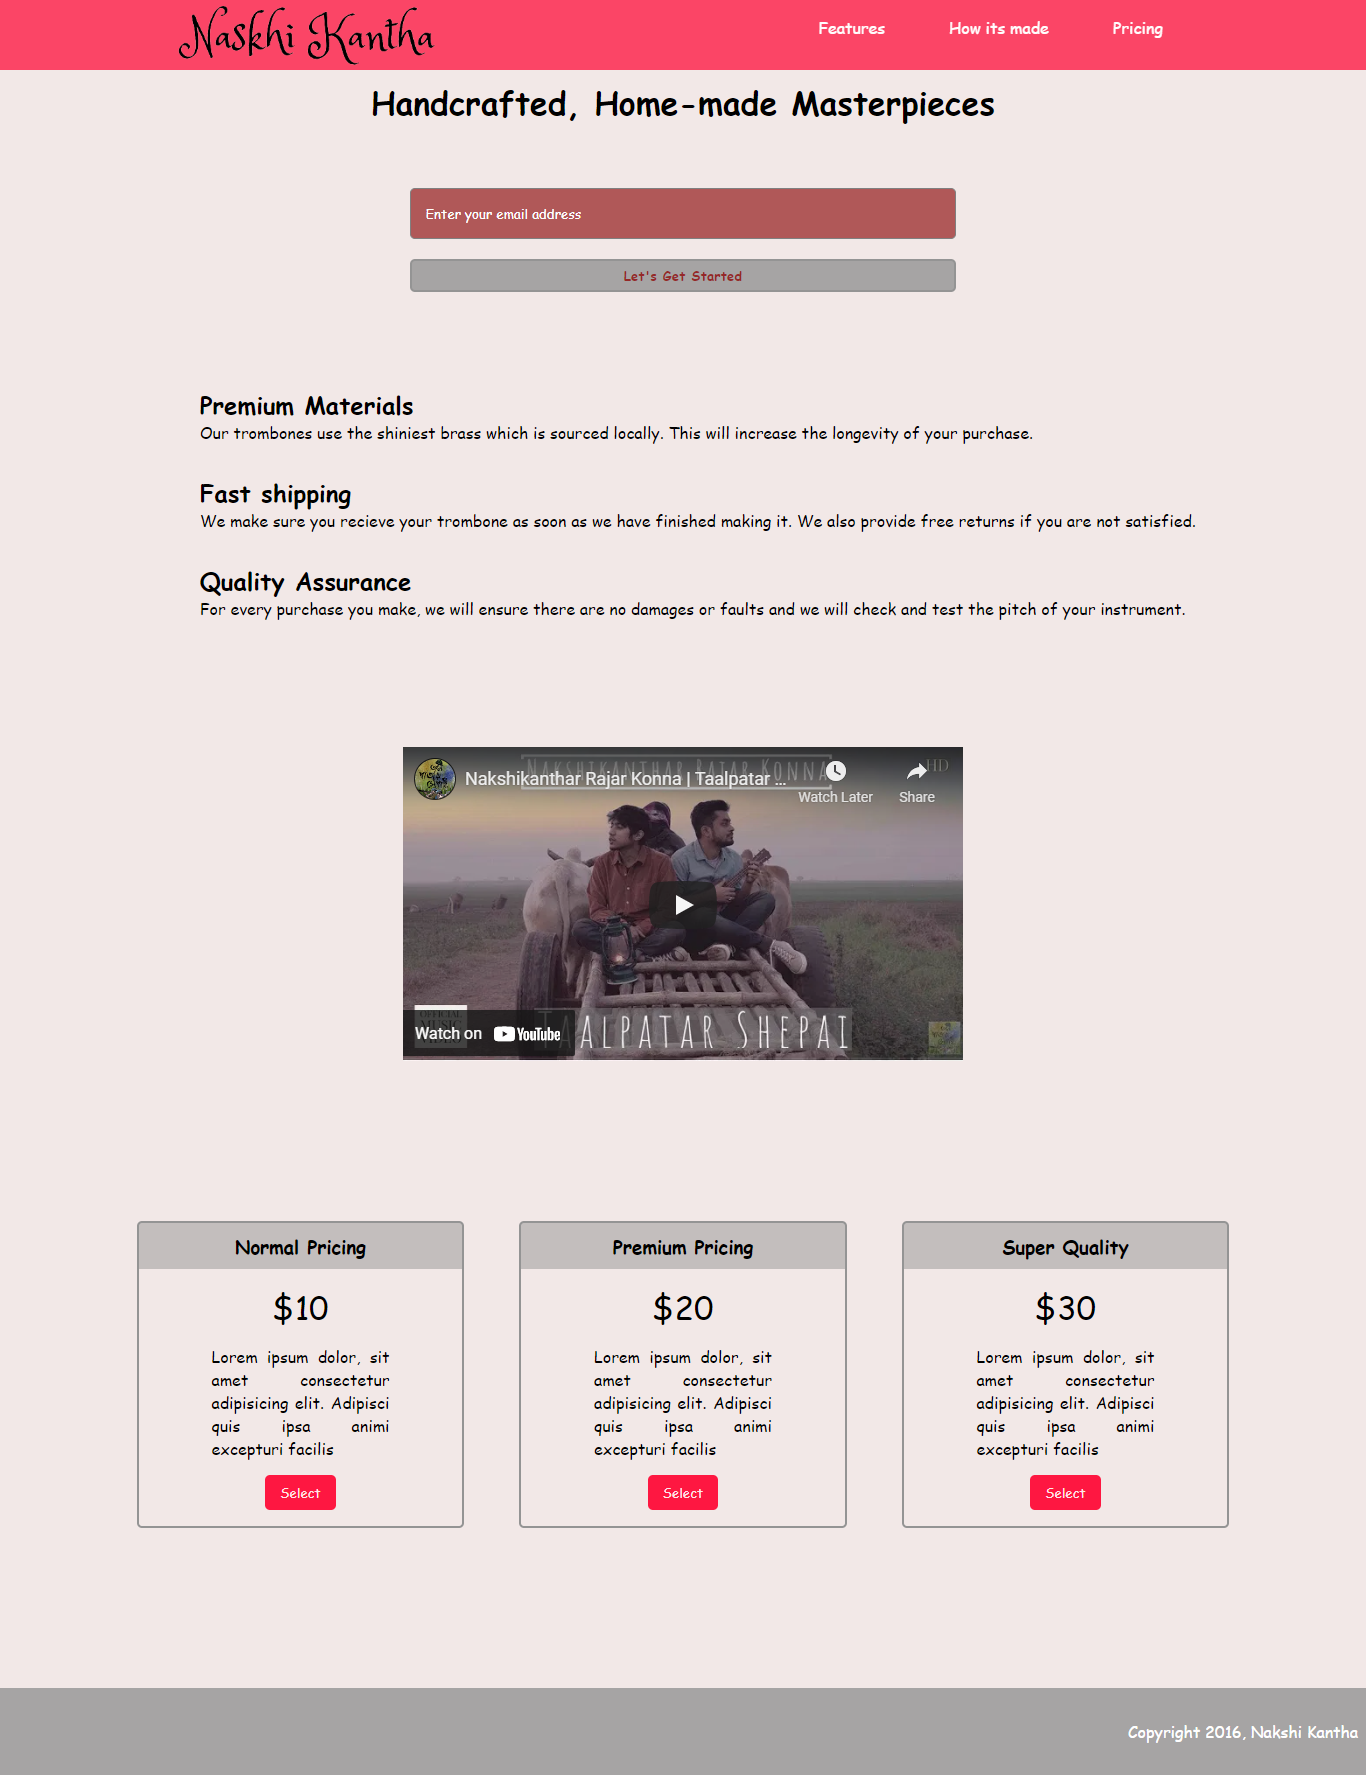 Naskhi Kantha
Features
How its made
Pricing
Handcrafted, Home-made Masterpieces
Enter your email address
Let's Get Started
Premium Materials
Our trombones use the shiniest brass which is sourced locally. This will increase the longevity of your purchase.
Fast shipping
We make sure you recieve your trombone as soon as we have finished making it. We also provide free returns if you are not satisfied.
Quality Assurance
For every purchase you make, we will ensure there are no damages or faults and we will check and test the pitch of your instrument.
Nakshikanthar Rajar Konna
HD
Nakshikanthar Rajar Konna | Taalpatar ...
Watch Later
Share
OFFICIAL
Watch on YouTube
TAALPATAR SHEPAI
Normal Pricing
$10
Lorem ipsum dolor, sit
amet consectetur
adipisicing elit. Adipisci
quis ipsa animi
excepturi facilis
Select
Premium Pricing
$20
Lorem ipsum dolor, sit
amet consectetur
adipisicing elit. Adipisci
quis ipsa animi
excepturi facilis
Select
Super Quality
$30
Lorem ipsum dolor, sit
amet consectetur
adipisicing elit. Adipisci
quis ipsa animi
excepturi facilis
Select
Copyright 2016, Nakshi Kantha